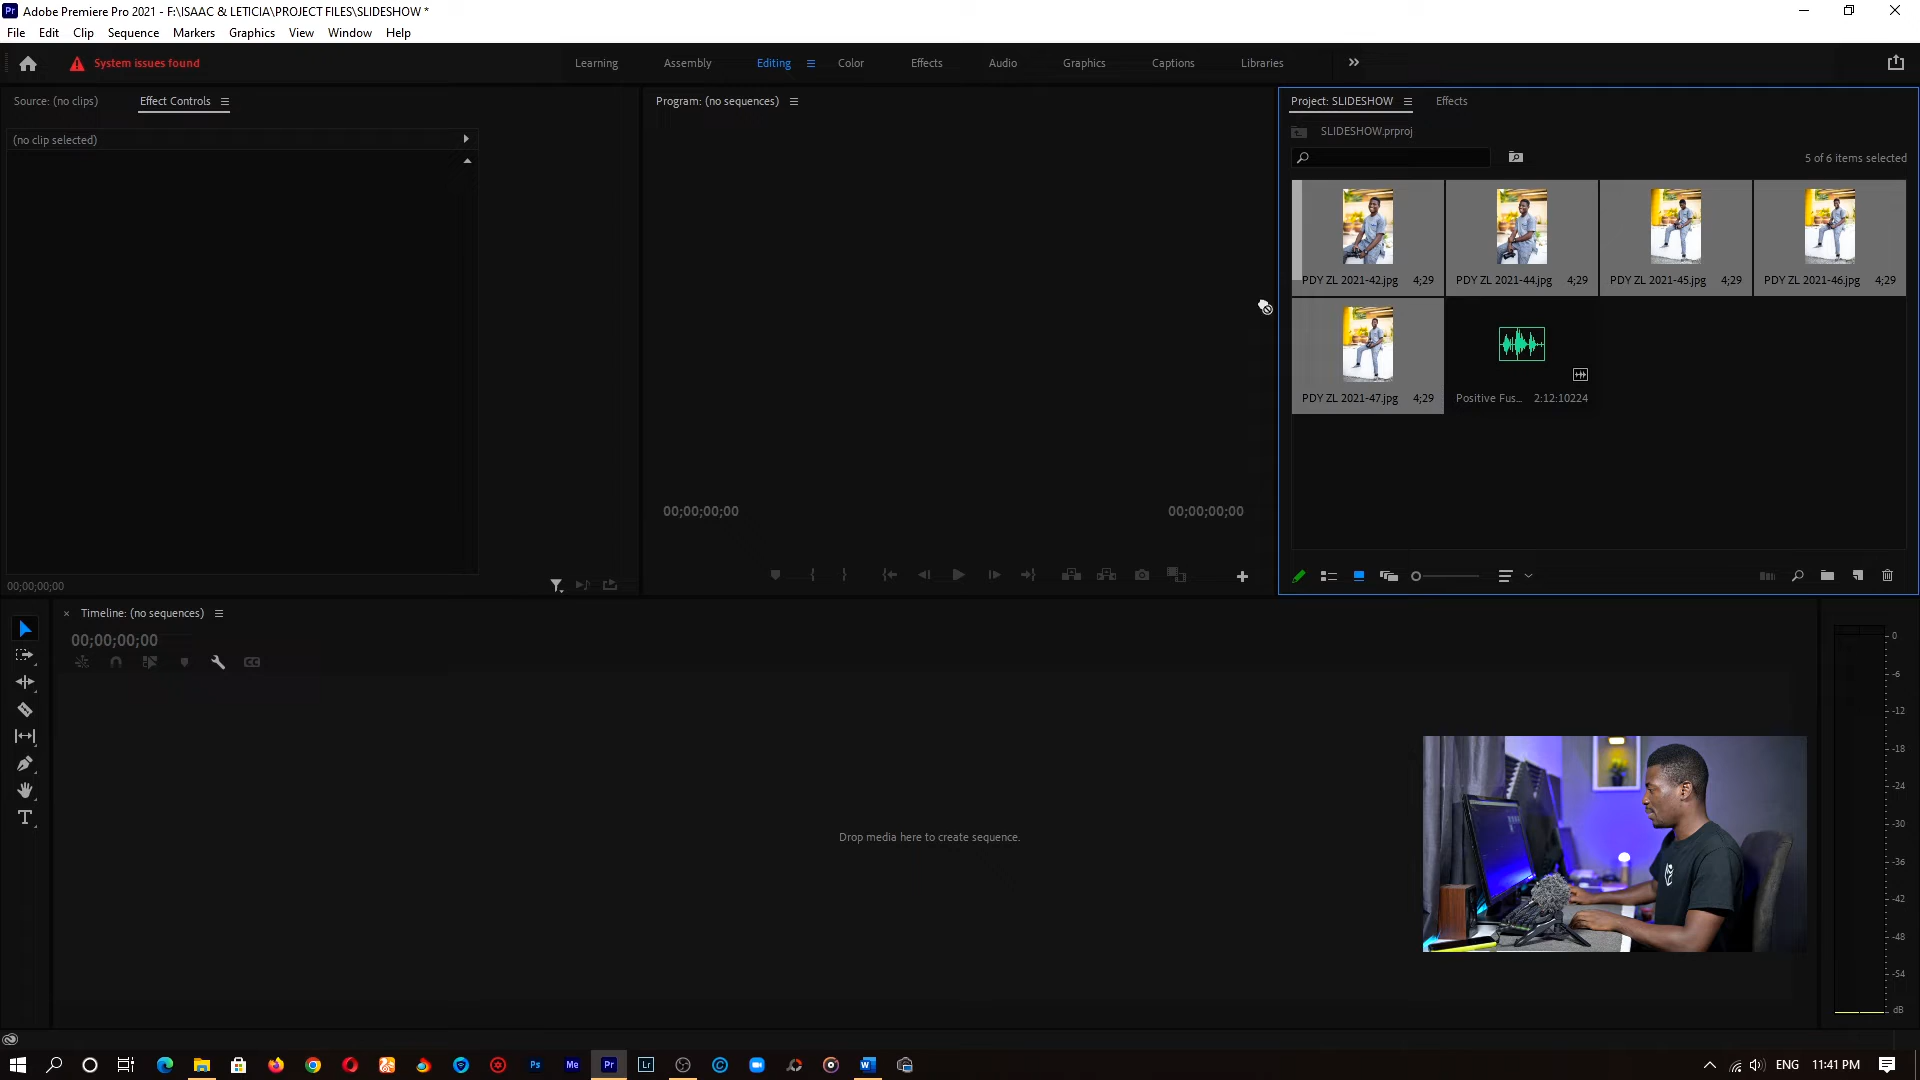 Pr Adobe Premiere Pro 2021 - F:\ISAAC & LETICIA\PROJECT FILES\SLIDESHOW *
File Edit Clip Sequence Markers Graphics View Window Help
System issues found Learning Assembly Editing Color Effects Audio Graphics Captions Libraries
Source: (no clips) Effect Controls
(no clip selected)
00;00;00;00
Program: (no sequences)
00;00;00;00 00;00;00;00
Project: SLIDESHOW Effects
SLIDESHOW.prproj
5 of 6 items selected
PDY ZL 2021-42.jpg 4;29 PDY ZL 2021-44.jpg 4;29 PDY ZL 2021-45.jpg 4;29 PDY ZL 2021-46.jpg 4;29
PDY ZL 2021-47.jpg 4;29 Positive Fus... 2:12:10224
Timeline: (no sequences)
00;00;00;00
CC
T
Drop media here to create sequence.
0
-6
-12
-18
-24
-30
-36
-42
-48
-54
dB
Ps Me Pr Lr W ENG 11:41 PM